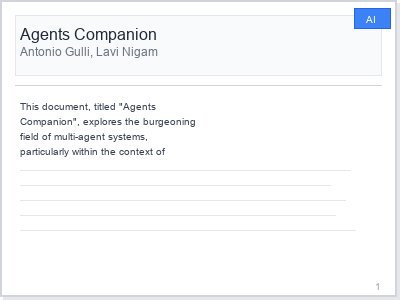 AI
Agents Companion
Antonio Gulli, Lavi Nigam
This document, titled "Agents
Companion", explores the burgeoning
field of multi-agent systems,
particularly within the context of
1